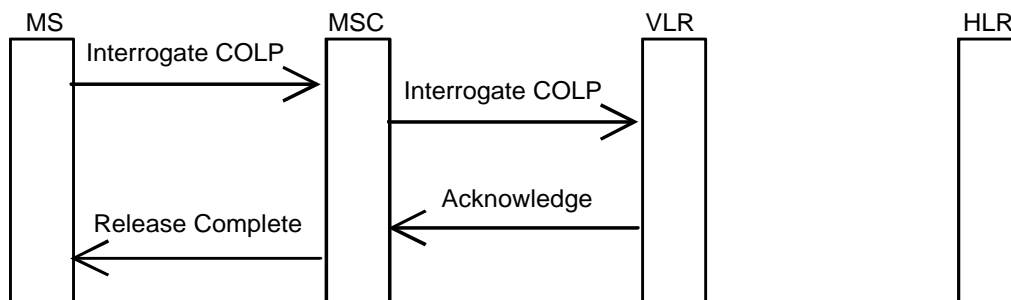 MS MSC VLR HLR
Interrogate COLP
Interrogate COLP
Acknowledge
Release Complete